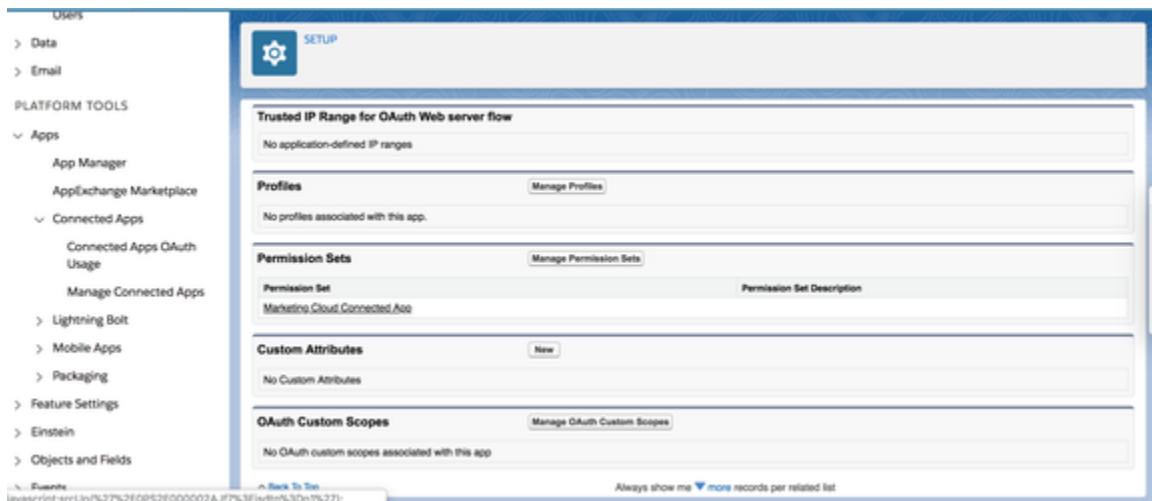 Users
Data
Email
PLATFORM TOOLS
Apps
App Manager
AppExchange Marketplace
Connected Apps
Connected Apps OAuth
Usage
Manage Connected Apps
Lightning Bolt
Mobile Apps
Packaging
Feature Settings
Einstein
Objects and Fields
Events
SETUP
Trusted IP Range for OAuth Web server flow
No application-defined IP ranges
Profiles Manage Profiles
No profiles associated with this app.
Permission Sets Manage Permission Sets
Permission Set Permission Set Description
Marketing Cloud Connected App
Custom Attributes New
No Custom Attributes
OAuth Custom Scopes Manage OAuth Custom Scopes
No OAuth custom scopes associated with this app
Back To Top Always show me more records per related list